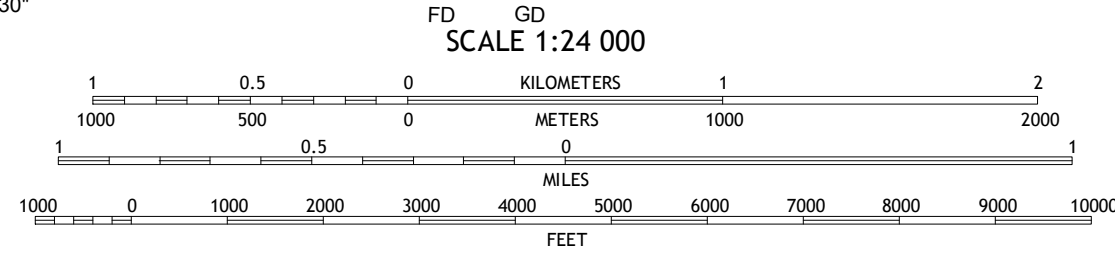 30"
FD GD
SCALE 1:24 000
1 0.5 0 KILOMETERS 1 2
1000 500 0 METERS 1000 2000
1 0.5 0 1
MILES
1000 0 1000 2000 3000 4000 5000 6000 7000 8000 9000 10000
FEET